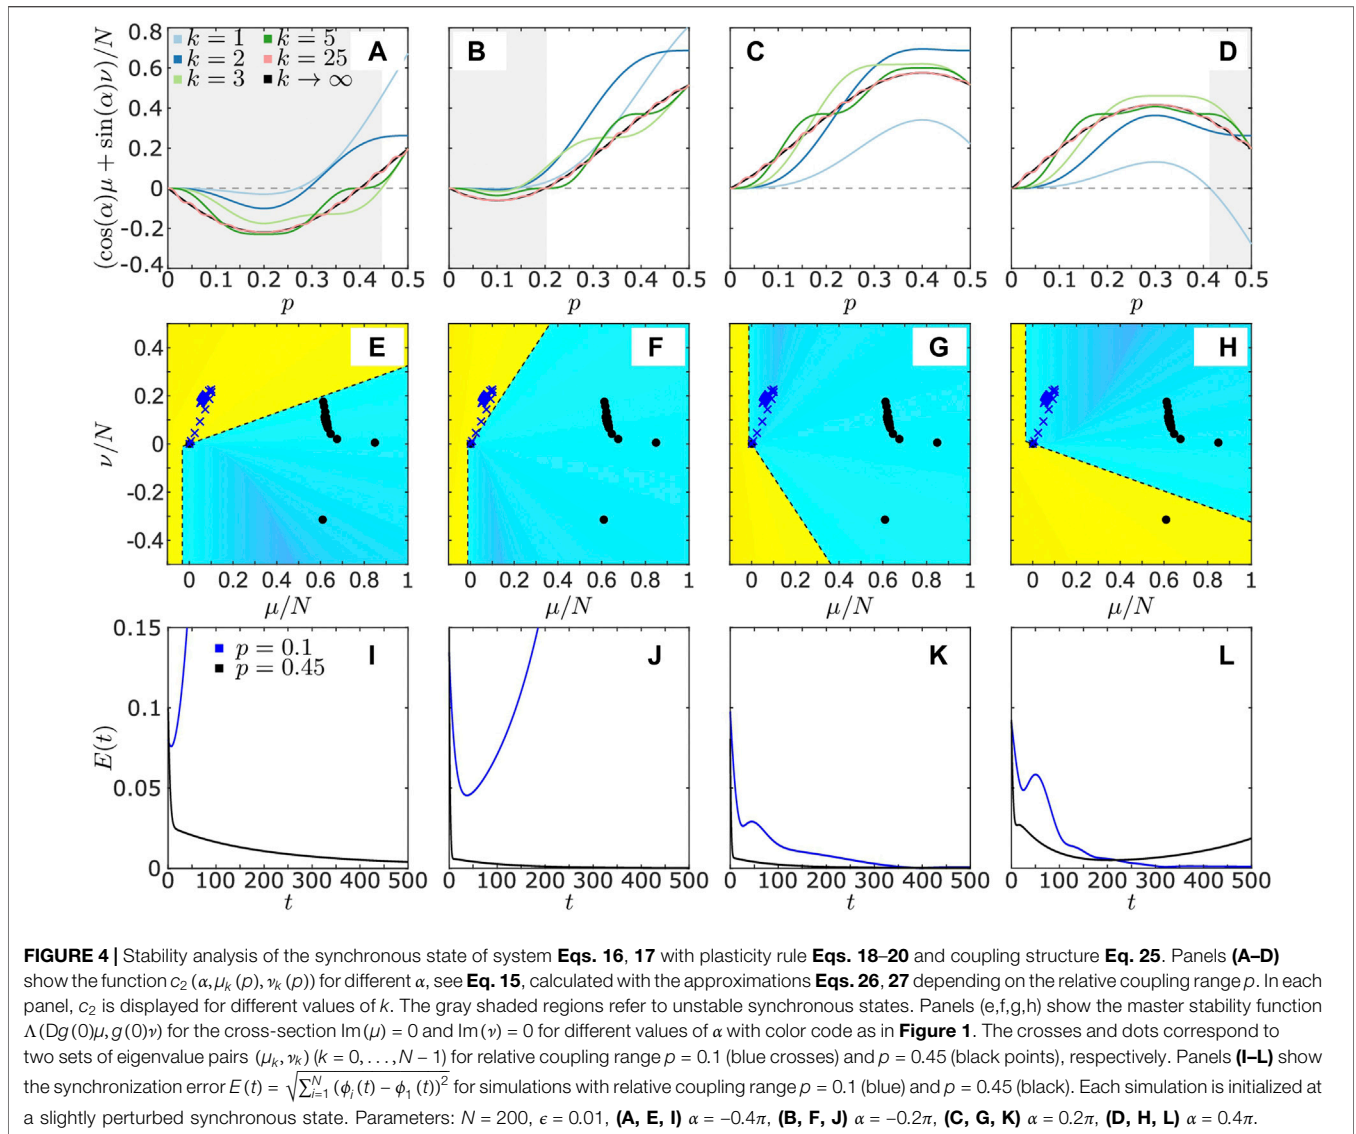 (cos(α)μ + sin(α)ν)/N
0.8
0.6
0.4
0.2
0
-0.2
-0.4
k = 1
k = 2
k = 3
k = 5
k = 25
k → ∞
A
B
C
D
0 0.1 0.2 0.3 0.4 0.5
0 0.1 0.2 0.3 0.4 0.5
0 0.1 0.2 0.3 0.4 0.5
0 0.1 0.2 0.3 0.4 0.5
p
p
p
p
ν/N
0.4
0.2
0
-0.2
-0.4
E
F
G
H
0 0.2 0.4 0.6 0.8 1
0 0.2 0.4 0.6 0.8 1
0 0.2 0.4 0.6 0.8 1
0 0.2 0.4 0.6 0.8 1
μ/N
μ/N
μ/N
μ/N
E(t)
0.15
0.1
0.05
0
p = 0.1
p = 0.45
I
J
K
L
0 100 200 300 400 500
0 100 200 300 400 500
0 100 200 300 400 500
0 100 200 300 400 500
t
t
t
t
FIGURE 4 | Stability analysis of the synchronous state of system Eqs. 16, 17 with plasticity rule Eqs. 18–20 and coupling structure Eq. 25. Panels (A–D)
show the function c₂ (α, μₖ (p), νₖ (p)) for different α, see Eq. 15, calculated with the approximations Eqs. 26, 27 depending on the relative coupling range p. In each
panel, c₂ is displayed for different values of k. The gray shaded regions refer to unstable synchronous states. Panels (e,f,g,h) show the master stability function
Λ(Dg(0)μ, g(0)ν) for the cross-section Im(μ) = 0 and Im(ν) = 0 for different values of α with color code as in Figure 1. The crosses and dots correspond to
two sets of eigenvalue pairs (μₖ, νₖ) (k = 0, . . . , N − 1) for relative coupling range p = 0.1 (blue crosses) and p = 0.45 (black points), respectively. Panels (I–L) show
the synchronization error E(t) = √∑ᵢ₌₁ᴺ (ϕᵢ(t) − ϕ₁(t))² for simulations with relative coupling range p = 0.1 (blue) and p = 0.45 (black). Each simulation is initialized at
a slightly perturbed synchronous state. Parameters: N = 200, ϵ = 0.01, (A, E, I) α = −0.4π, (B, F, J) α = −0.2π, (C, G, K) α = 0.2π, (D, H, L) α = 0.4π.